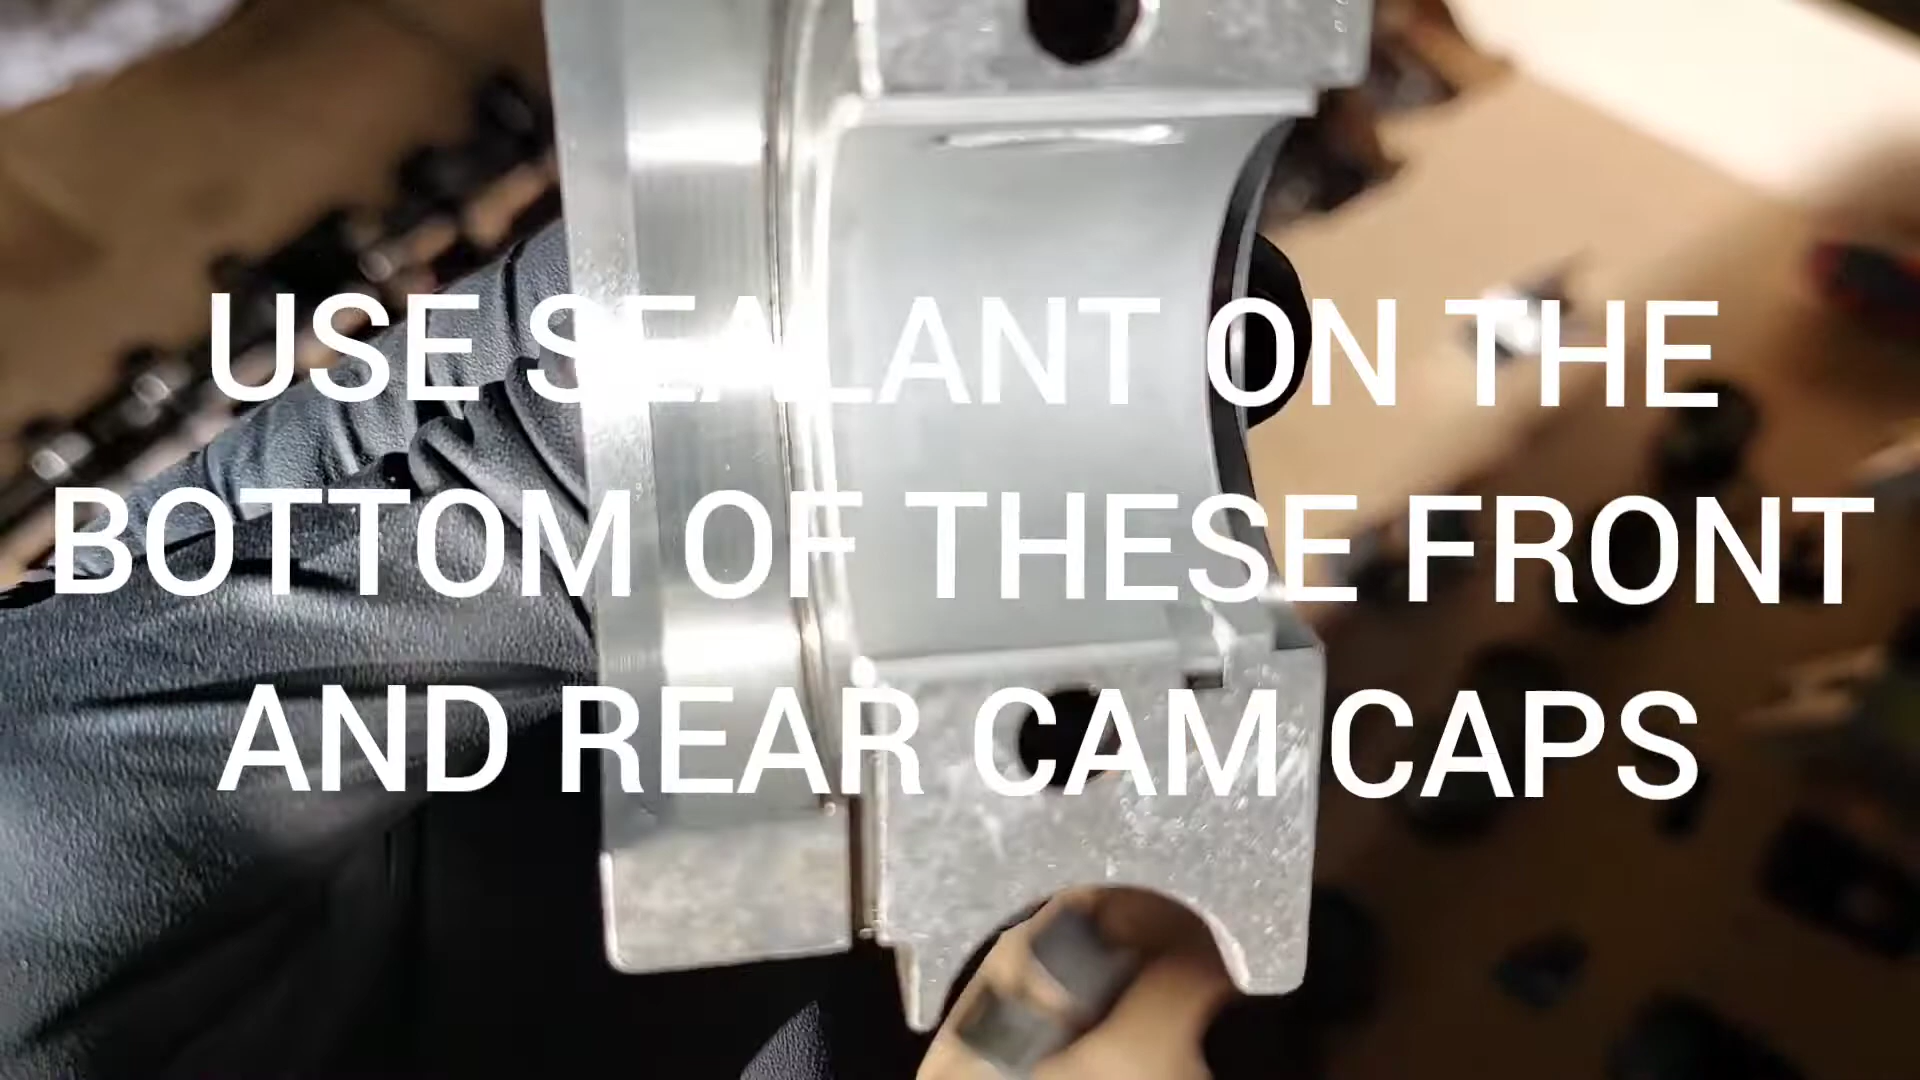 USE SEALANT ON THE
BOTTOM OF THESE FRONT
AND REAR CAM CAPS